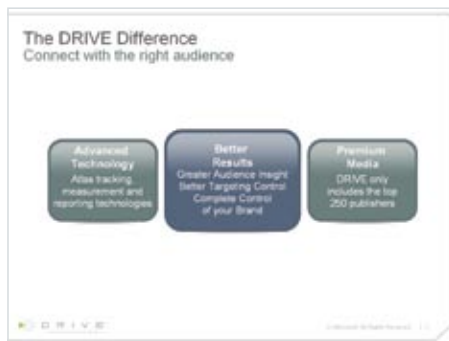 The DRIVE Difference
Connect with the right audience
Advanced
Technology
Atlas tracking,
measurement and
reporting technologies
Better
Results
Greater Audience Insight
Better Targeting Control
Complete Control
of your Brand
Premium
Media
DRIVE only
includes the top
250 publishers
DRIVE